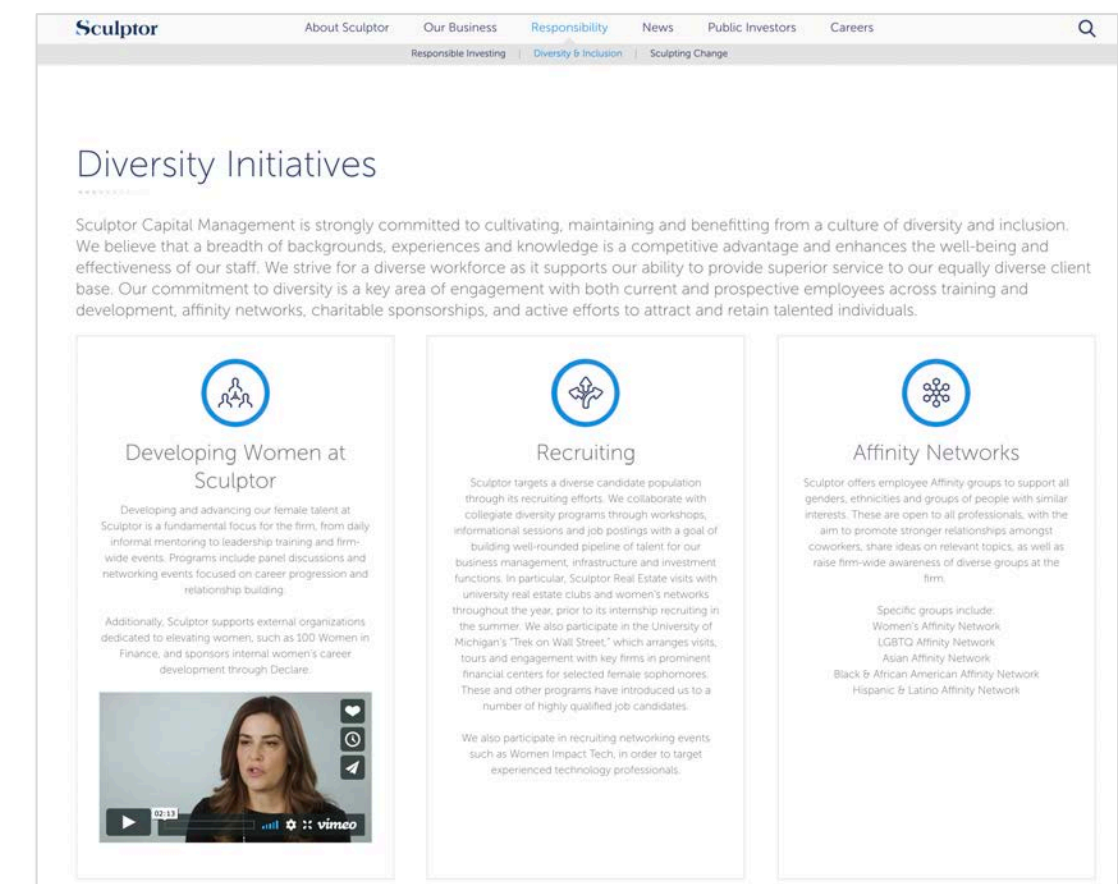 Sculptor
About Sculptor Our Business Responsibility News Public Investors Careers
Responsible Investing | Diversity & Inclusion | Sculpting Change
Diversity Initiatives
Sculptor Capital Management is strongly committed to cultivating, maintaining and benefitting from a culture of diversity and inclusion.
We believe that a breadth of backgrounds, experiences and knowledge is a competitive advantage and enhances the well-being and
effectiveness of our staff. We strive for a diverse workforce as it supports our ability to provide superior service to our equally diverse client
base. Our commitment to diversity is a key area of engagement with both current and prospective employees across training and
development, affinity networks, charitable sponsorships, and active efforts to attract and retain talented individuals.
Developing Women at
Sculptor
Developing and advancing our female talent at
Sculptor is a fundamental focus for the firm, from daily
informal mentoring to leadership training and firm-
wide events. Programs include panel discussions and
networking events focused on career progression and
relationship building.
Additionally, Sculptor supports external organizations
dedicated to elevating women, such as 100 Women in
Finance, and sponsors internal women's career
development through Declare.
02:13
vimeo
Recruiting
Sculptor targets a diverse candidate population
through its recruiting efforts. We collaborate with
collegiate diversity programs through workshops,
informational sessions and job postings with a goal of
building well-rounded pipeline of talent for our
business management, infrastructure and investment
functions. In particular, Sculptor Real Estate visits with
university real estate clubs and women's networks
throughout the year, prior to its internship recruiting in
the summer. We also participate in the University of
Michigan's "Trek on Wall Street," which arranges visits,
tours and engagement with key firms in prominent
financial centers for selected female sophomores.
These and other programs have introduced us to a
number of highly qualified job candidates.
We also participate in recruiting networking events
such as Women Impact Tech, in order to target
experienced technology professionals.
Affinity Networks
Sculptor offers employee Affinity groups to support all
genders, ethnicities and groups of people with similar
interests. These are open to all professionals, with the
aim to promote stronger relationships amongst
coworkers, share ideas on relevant topics, as well as
raise firm-wide awareness of diverse groups at the
firm.
Specific groups include:
Women's Affinity Network
LGBTQ Affinity Network
Asian Affinity Network
Black & African American Affinity Network
Hispanic & Latino Affinity Network